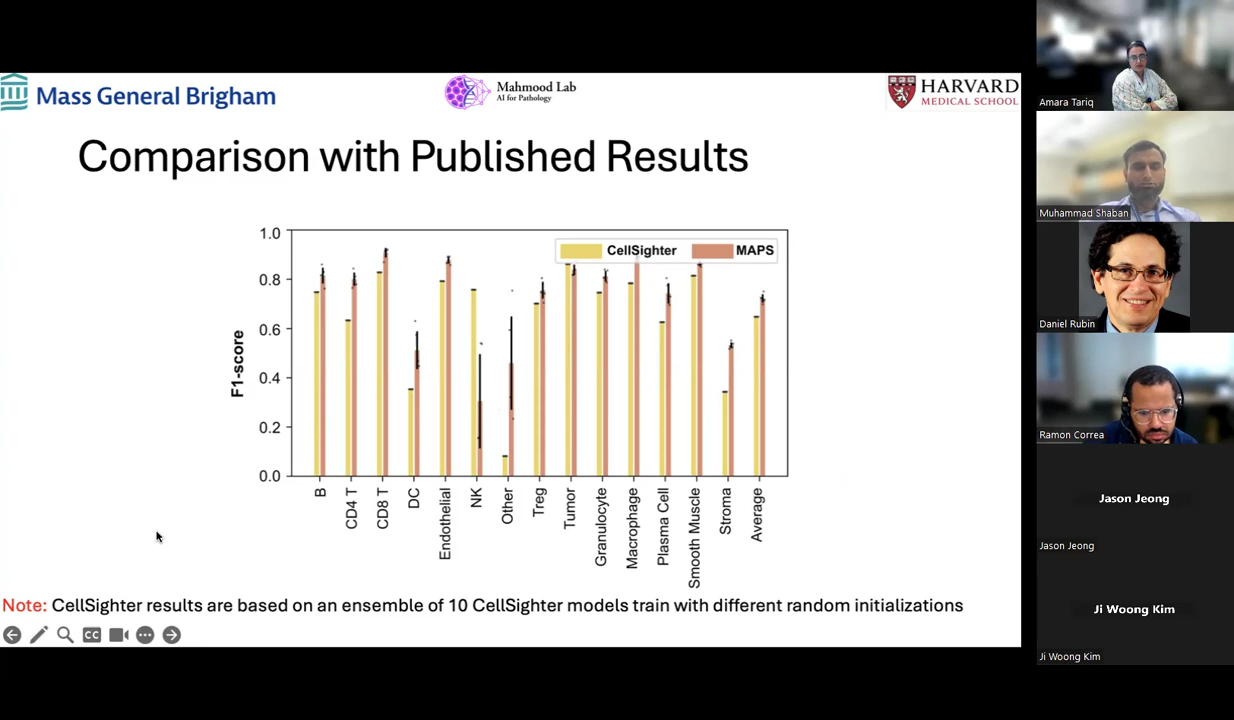 Mass General Brigham
Mahmood Lab
AI for Pathology
HARVARD
MEDICAL SCHOOL
Comparison with Published Results
CellSighter
MAPS
1.0
0.8
0.6
0.4
0.2
0.0
F1-score
B
CD4 T
CD8 T
DC
Endothelial
NK
Other
Treg
Tumor
Granulocyte
Macrophage
Plasma Cell
Smooth Muscle
Stroma
Average
Note: CellSighter results are based on an ensemble of 10 CellSighter models train with different random initializations
CC
Amara Tariq
Muhammad Shaban
Daniel Rubin
Ramon Correa
Jason Jeong
Jason Jeong
Ji Woong Kim
Ji Woong Kim